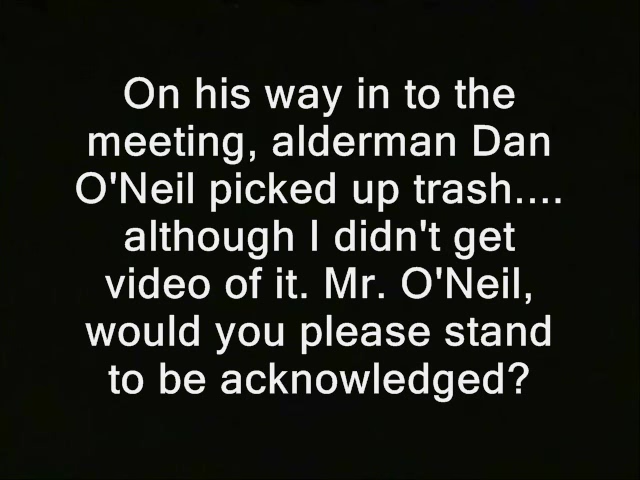 On his way in to the
meeting, alderman Dan
O'Neil picked up trash....
although I didn't get
video of it. Mr. O'Neil,
would you please stand
to be acknowledged?